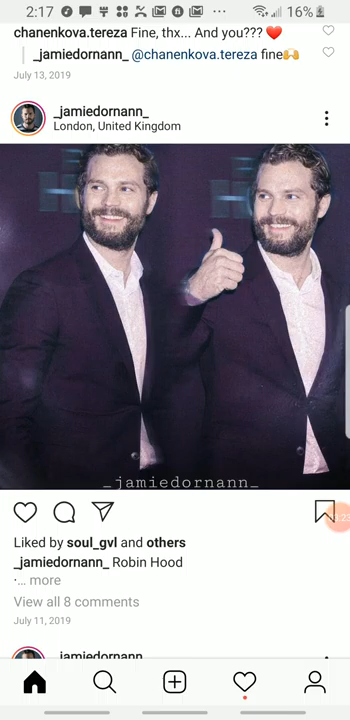 2:17 16%
chanenkova.tereza Fine, thx... And you??? ❤️
_jamiedornann_ @chanenkova.tereza fine🙌
July 13, 2019
_jamiedornann_
London, United Kingdom
H
_jamiedornann_
Liked by soul_gvl and others
_jamiedornann_ Robin Hood
·... more
View all 8 comments
July 11, 2019
jamiedornann